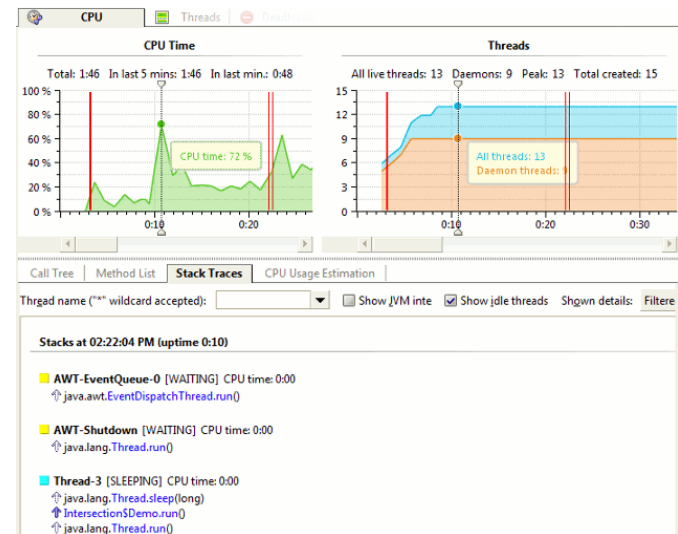 CPU Threads Deadlocks
CPU Time
Total: 1:46 In last 5 mins: 1:46 In last min.: 0:48
100 %
80 %
60 %
40 %
20 %
0 %
CPU time: 72 %
0:10 0:20
Threads
All live threads: 13 Daemons: 9 Peak: 13 Total created: 15
15
12
9
6
3
0
All threads: 13
Daemon threads: 9
0:10 0:20 0:30
Call Tree Method List Stack Traces CPU Usage Estimation
Thread name ("*" wildcard accepted): Show JVM inte Show idle threads Shown details: Filtere
Stacks at 02:22:04 PM (uptime 0:10)
AWT-EventQueue-0 [WAITING] CPU time: 0:00
java.awt.EventDispatchThread.run()
AWT-Shutdown [WAITING] CPU time: 0:00
java.lang.Thread.run()
Thread-3 [SLEEPING] CPU time: 0:00
java.lang.Thread.sleep(long)
Intersection$Demo.run()
java.lang.Thread.run()